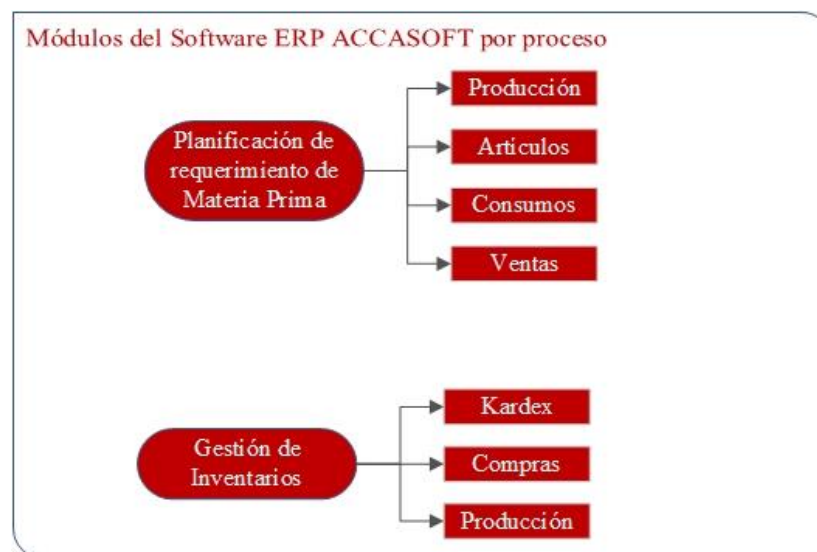 Módulos del Software ERP ACCASOFT por proceso
Planificación de
requerimiento de
Materia Prima
Producción
Artículos
Consumos
Ventas
Gestión de
Inventarios
Kardex
Compras
Producción